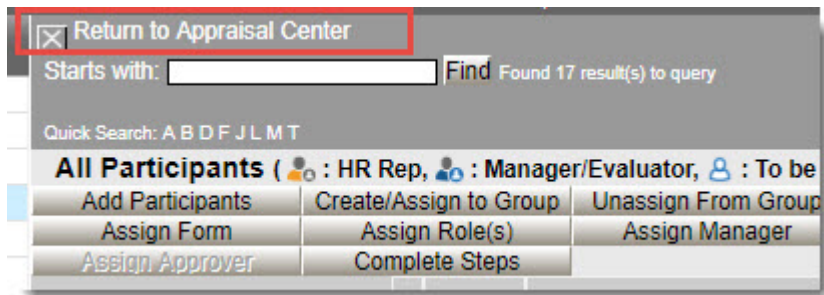 Return to Appraisal Center
Starts with: Find Found 17 result(s) to query
Quick Search: A B D F J L M T
All Participants ( : HR Rep, : Manager/Evaluator, : To be
Add Participants Create/Assign to Group Unassign From Group
Assign Form Assign Role(s) Assign Manager
Assign Approver Complete Steps